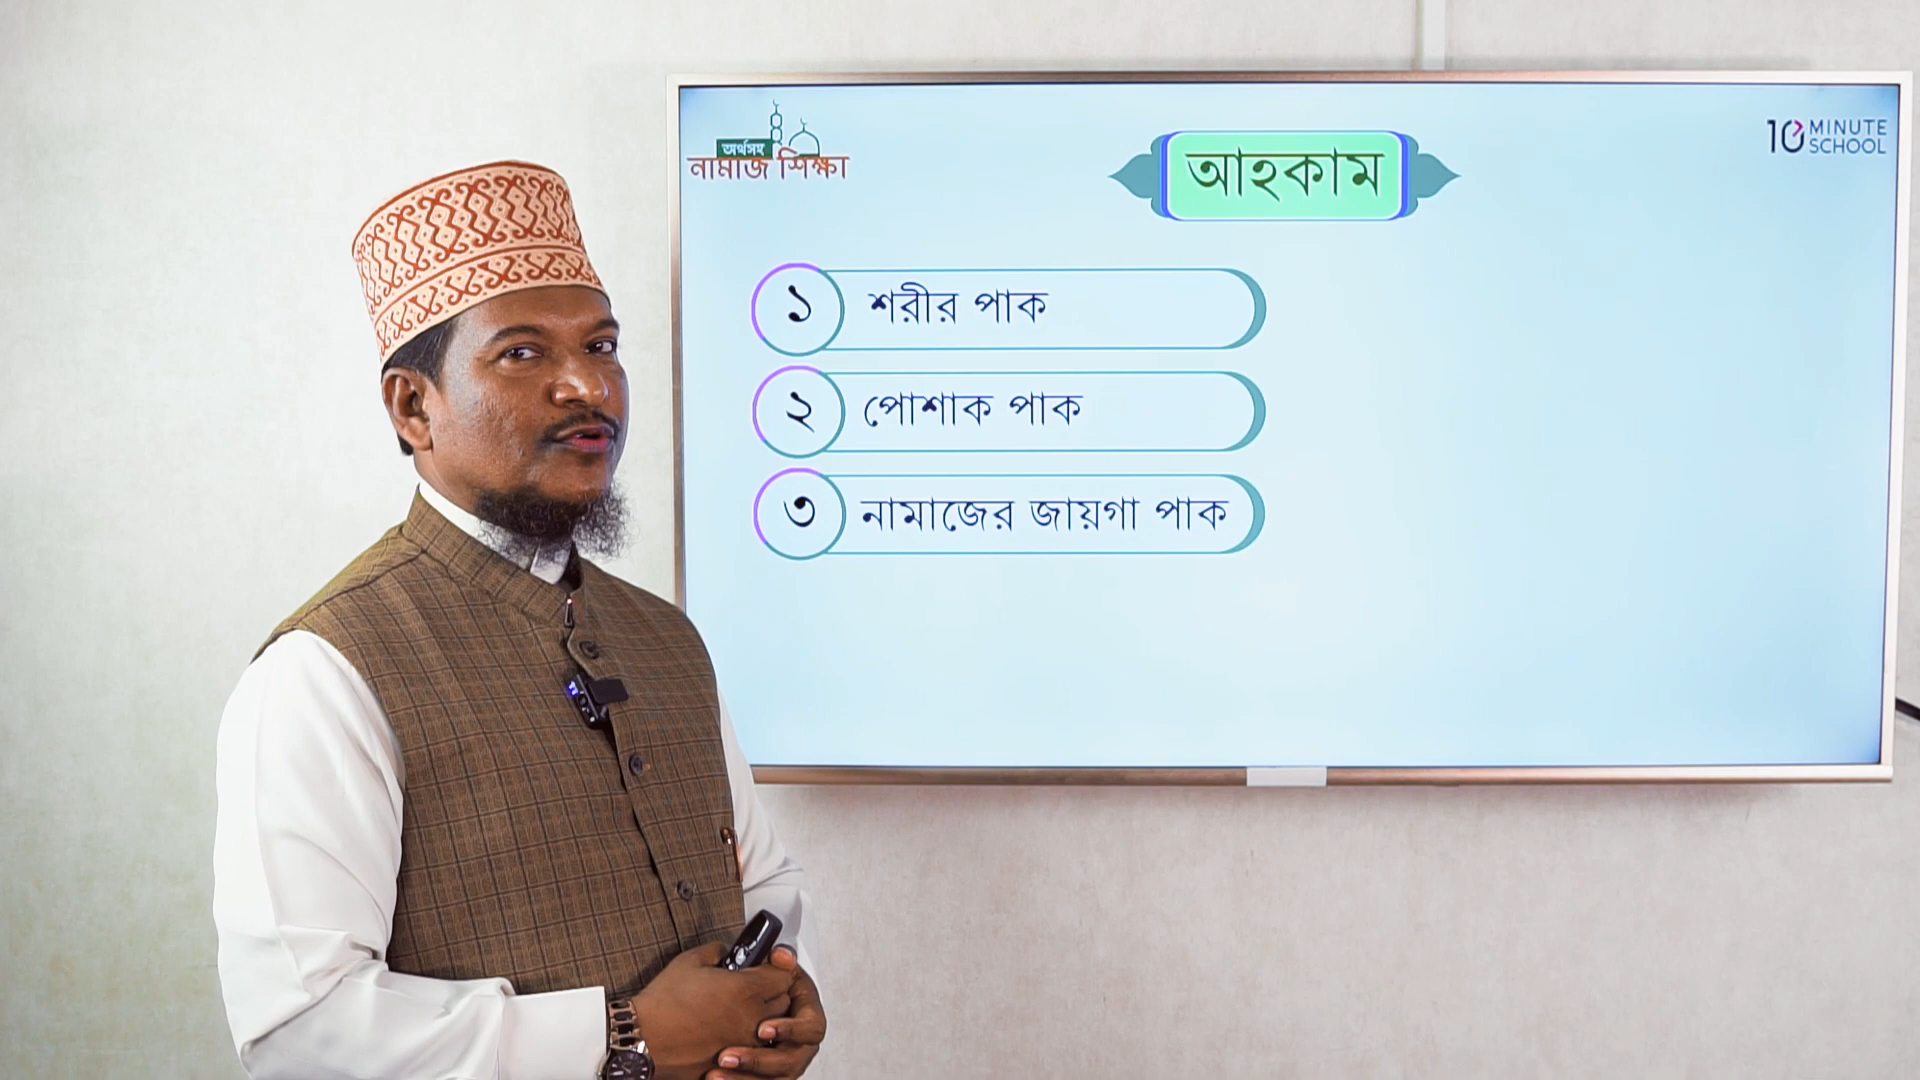 অর্থসহ
নামাজ শিক্ষা
আহকাম
10 MINUTE
SCHOOL
১ শরীর পাক
২ পোশাক পাক
৩ নামাজের জায়গা পাক